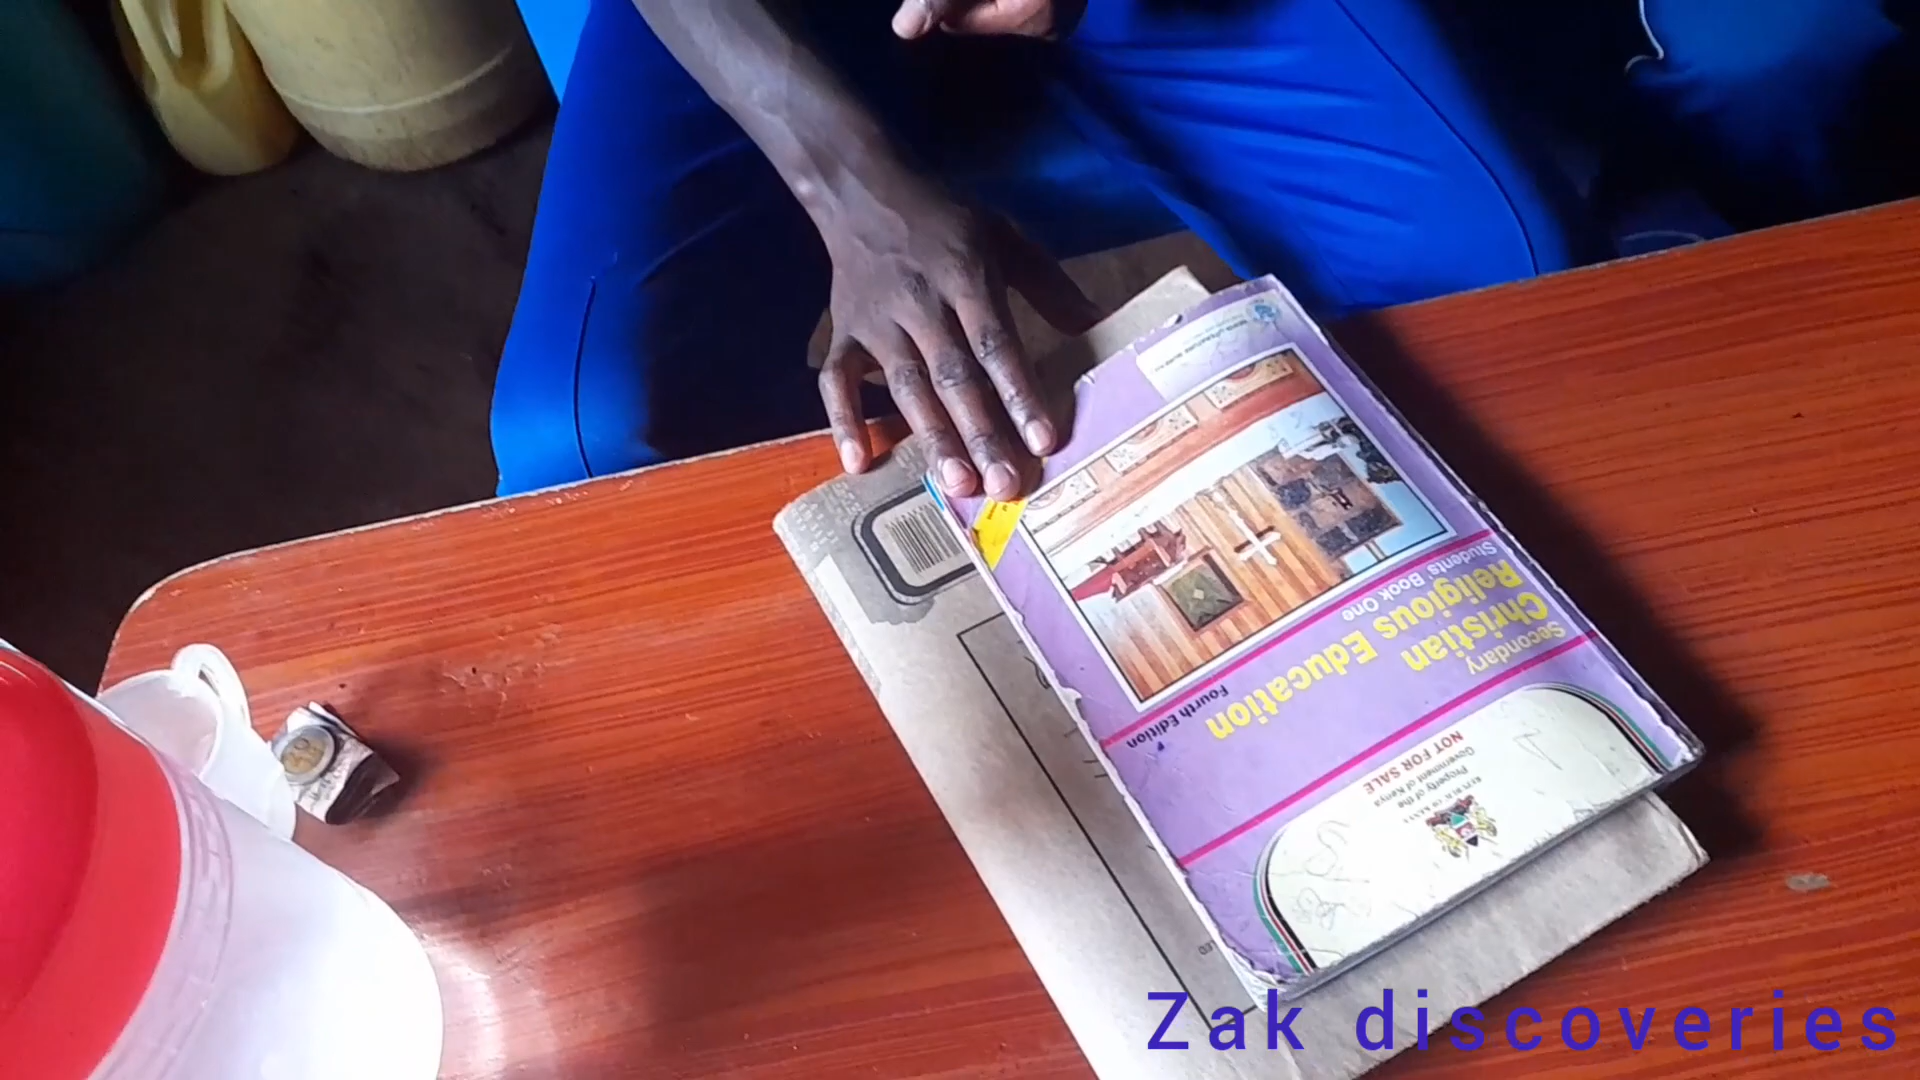 Secondary
Christian
Religious Education
Students' Book One
Fourth Edition
REPUBLIC OF KENYA
Property of the
Government of Kenya
NOT FOR SALE
Zak discoveries